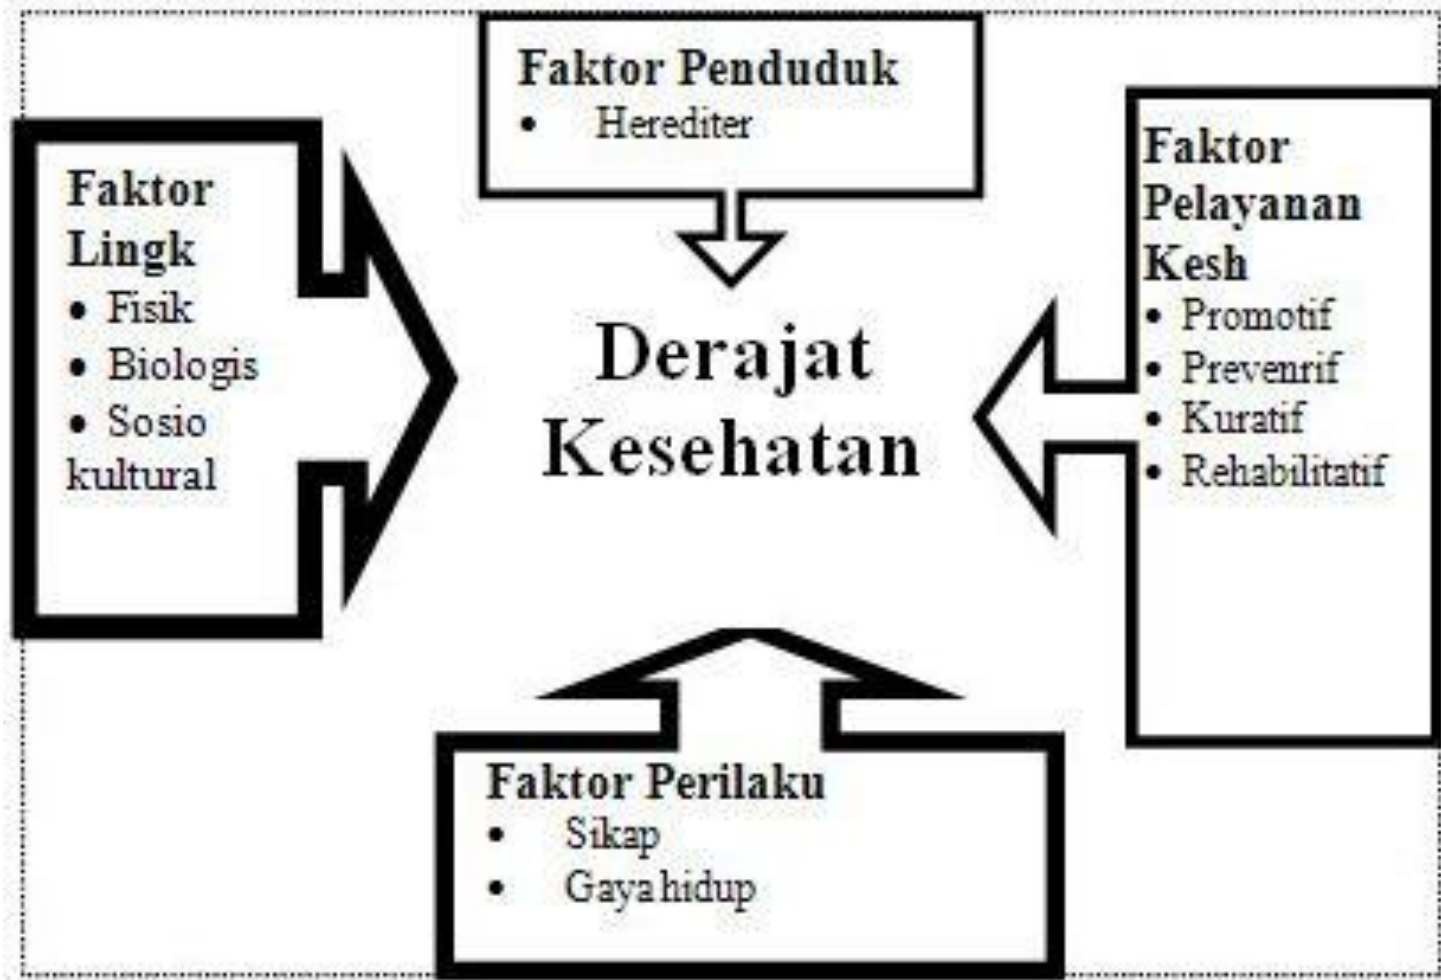 Faktor Penduduk
• Herediter
Faktor
Lingk
• Fisik
• Biologis
• Sosio
kultural
Derajat
Kesehatan
Faktor
Pelayanan
Kesh
• Promotif
• Prevenrif
• Kuratif
• Rehabilitatif
Faktor Perilaku
• Sikap
• Gaya hidup